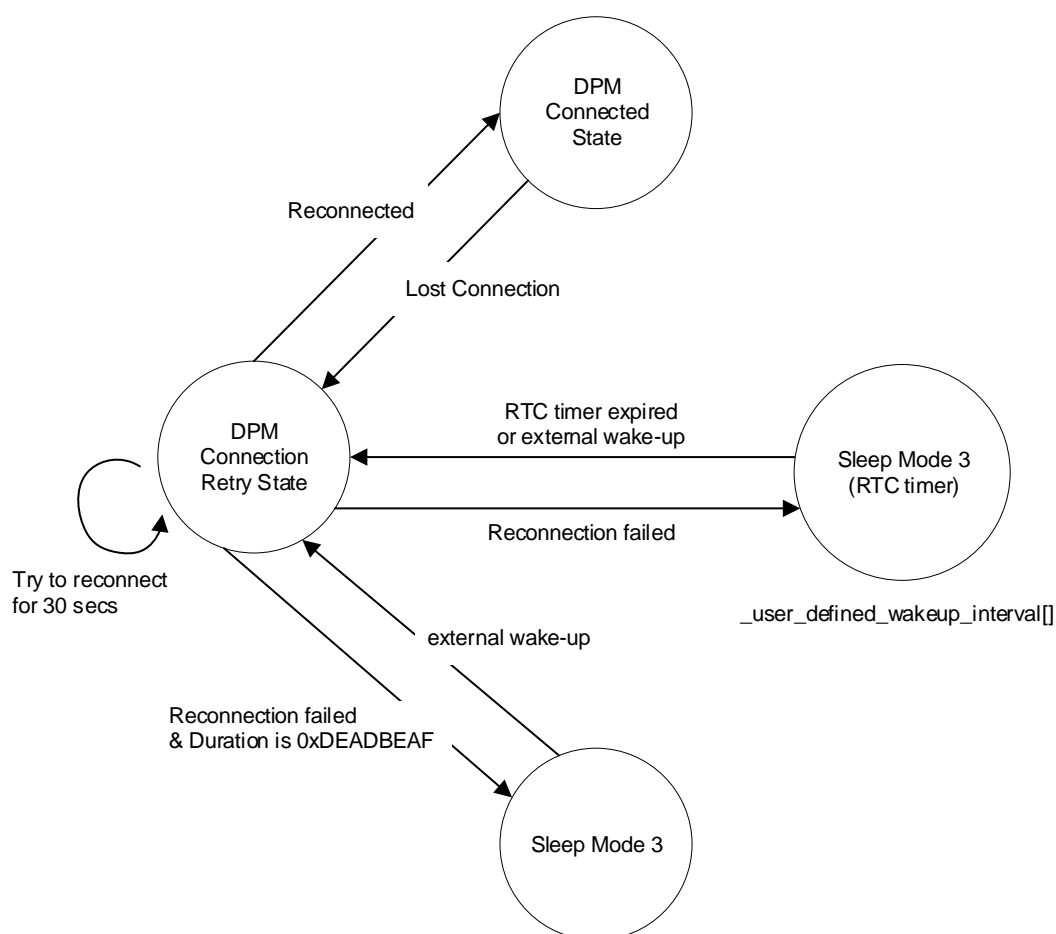 DPM
Connected
State
Reconnected
Lost Connection
DPM
Connection
Retry State
RTC timer expired
or external wake-up
Sleep Mode 3
(RTC timer)
Reconnection failed
Try to reconnect
for 30 secs
_user_defined_wakeup_interval[]
external wake-up
Reconnection failed
& Duration is 0xDEADBEAF
Sleep Mode 3